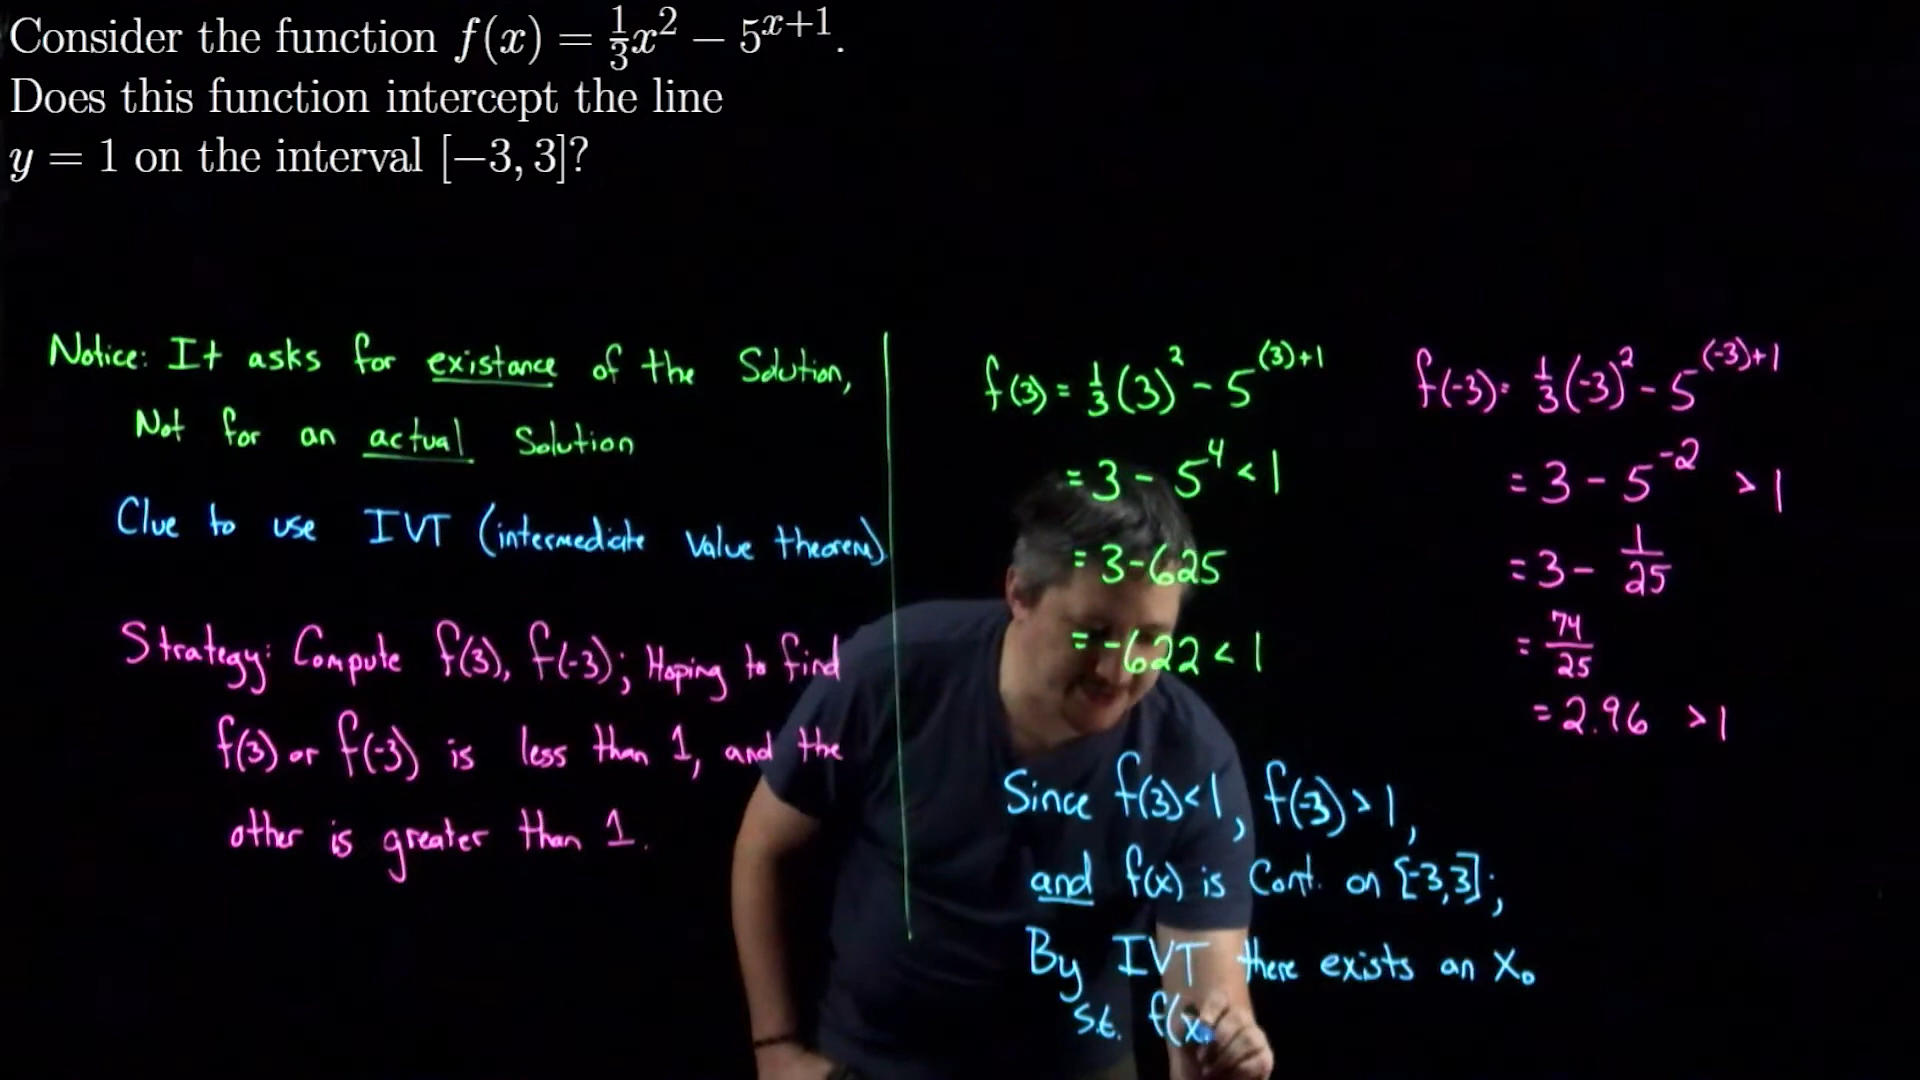 Consider the function f(x) = 1/3 x² − 5^(x+1).
Does this function intercept the line
y = 1 on the interval [−3, 3]?
Notice: It asks for existance of the Solution,
Not for an actual Solution
Clue to use IVT (intermediate value theorem)
Strategy: Compute f(3), f(-3); Hoping to find
f(3) or f(-3) is less than 1, and the
other is greater than 1.
f(3) = 1/3 (3)² - 5^((3)+1)
= 3 - 5⁴ < 1
= 3-625
= -622 < 1
f(-3) = 1/3 (-3)² - 5^((-3)+1)
= 3 - 5^(-2) > 1
= 3 - 1/25
= 74/25
= 2.96 > 1
Since f(3)<1, f(-3)>1,
and f(x) is Cont. on [-3,3];
By IVT there exists an X₀
s.t. f(x